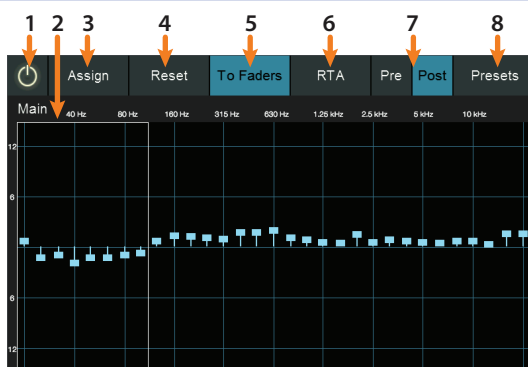 1 2 3 4 5 6 7 8
Assign Reset To Faders RTA Pre Post Presets
Main 40 Hz 80 Hz 160 Hz 315 Hz 630 Hz 1.25 kHz 2.5 kHz 5 kHz 10 kHz
12
6
6
12